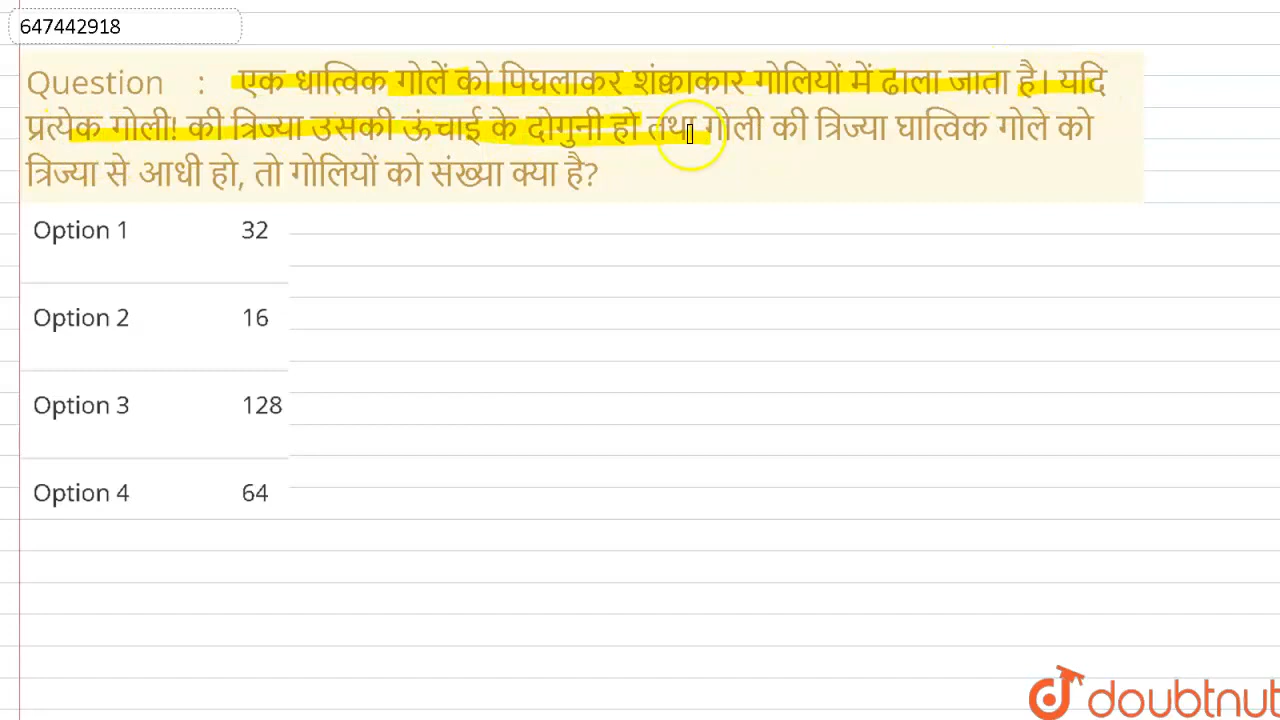 647442918
Question : एक धात्विक गोलें को पिघलाकर शंक्वाकार गोलियों में ढाला जाता है। यदि
प्रत्येक गोली! की त्रिज्या उसकी ऊंचाई के दोगुनी हो तथा गोली की त्रिज्या घात्विक गोले को
त्रिज्या से आधी हो, तो गोलियों को संख्या क्या है?
Option 1 32
Option 2 16
Option 3 128
Option 4 64
doubtnut